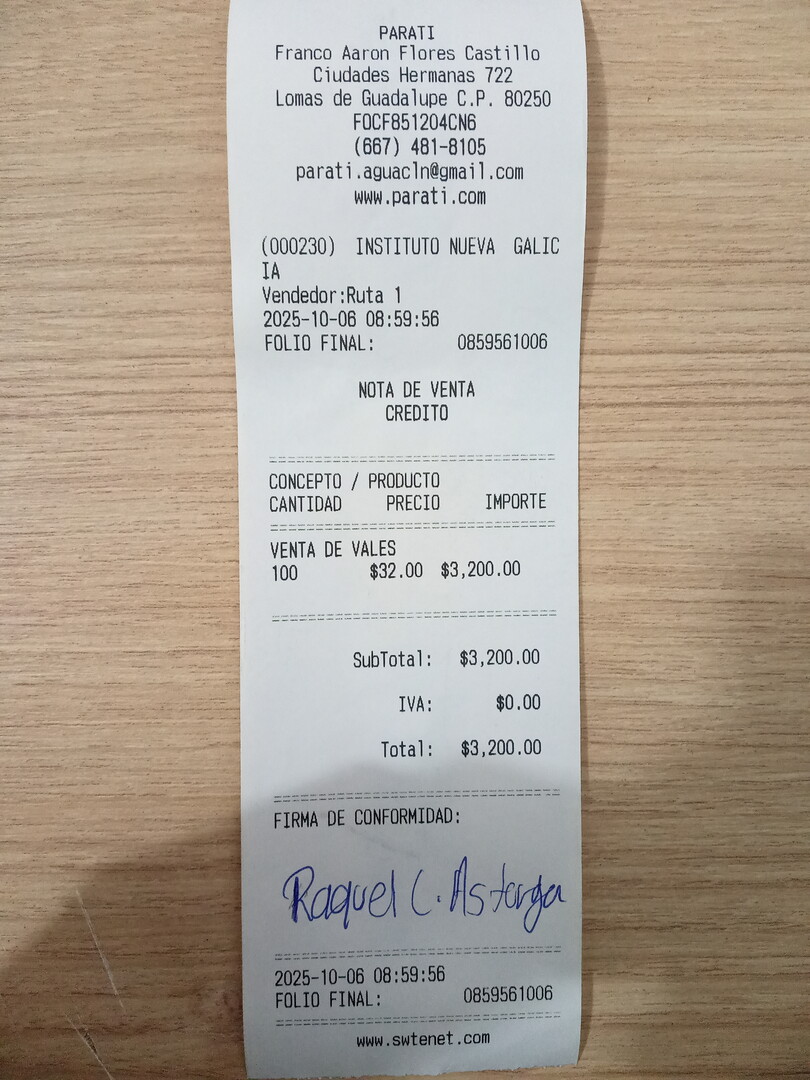 PARATI
Franco Aaron Flores Castillo
Ciudades Hermanas 722
Lomas de Guadalupe C.P. 80250
FOCF851204CN6
(667) 481-8105
parati.aguacln@gmail.com
www.parati.com
(000230) INSTITUTO NUEVA GALIC
IA
Vendedor:Ruta 1
2025-10-06 08:59:56
FOLIO FINAL: 0859561006
NOTA DE VENTA
CREDITO
CONCEPTO / PRODUCTO
CANTIDAD PRECIO IMPORTE
VENTA DE VALES
100 $32.00 $3,200.00
SubTotal: $3,200.00
IVA: $0.00
Total: $3,200.00
FIRMA DE CONFORMIDAD:
Raquel C. Astorga
2025-10-06 08:59:56
FOLIO FINAL: 0859561006
www.swtenet.com